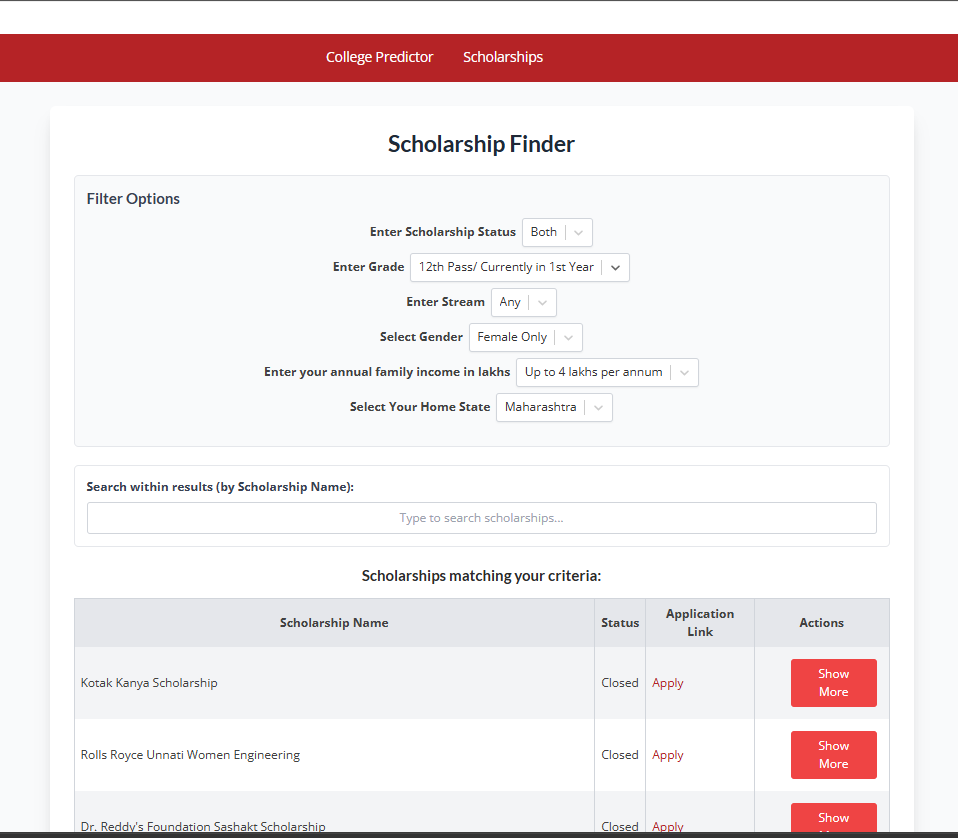 College Predictor Scholarships
Scholarship Finder
Filter Options
Enter Scholarship Status Both
Enter Grade 12th Pass/ Currently in 1st Year
Enter Stream Any
Select Gender Female Only
Enter your annual family income in lakhs Up to 4 lakhs per annum
Select Your Home State Maharashtra
Search within results (by Scholarship Name):
Type to search scholarships...
Scholarships matching your criteria:
Scholarship Name Status Application Link Actions
Kotak Kanya Scholarship Closed Apply Show More
Rolls Royce Unnati Women Engineering Closed Apply Show More
Dr. Reddy's Foundation Sashakt Scholarship Closed Apply Show